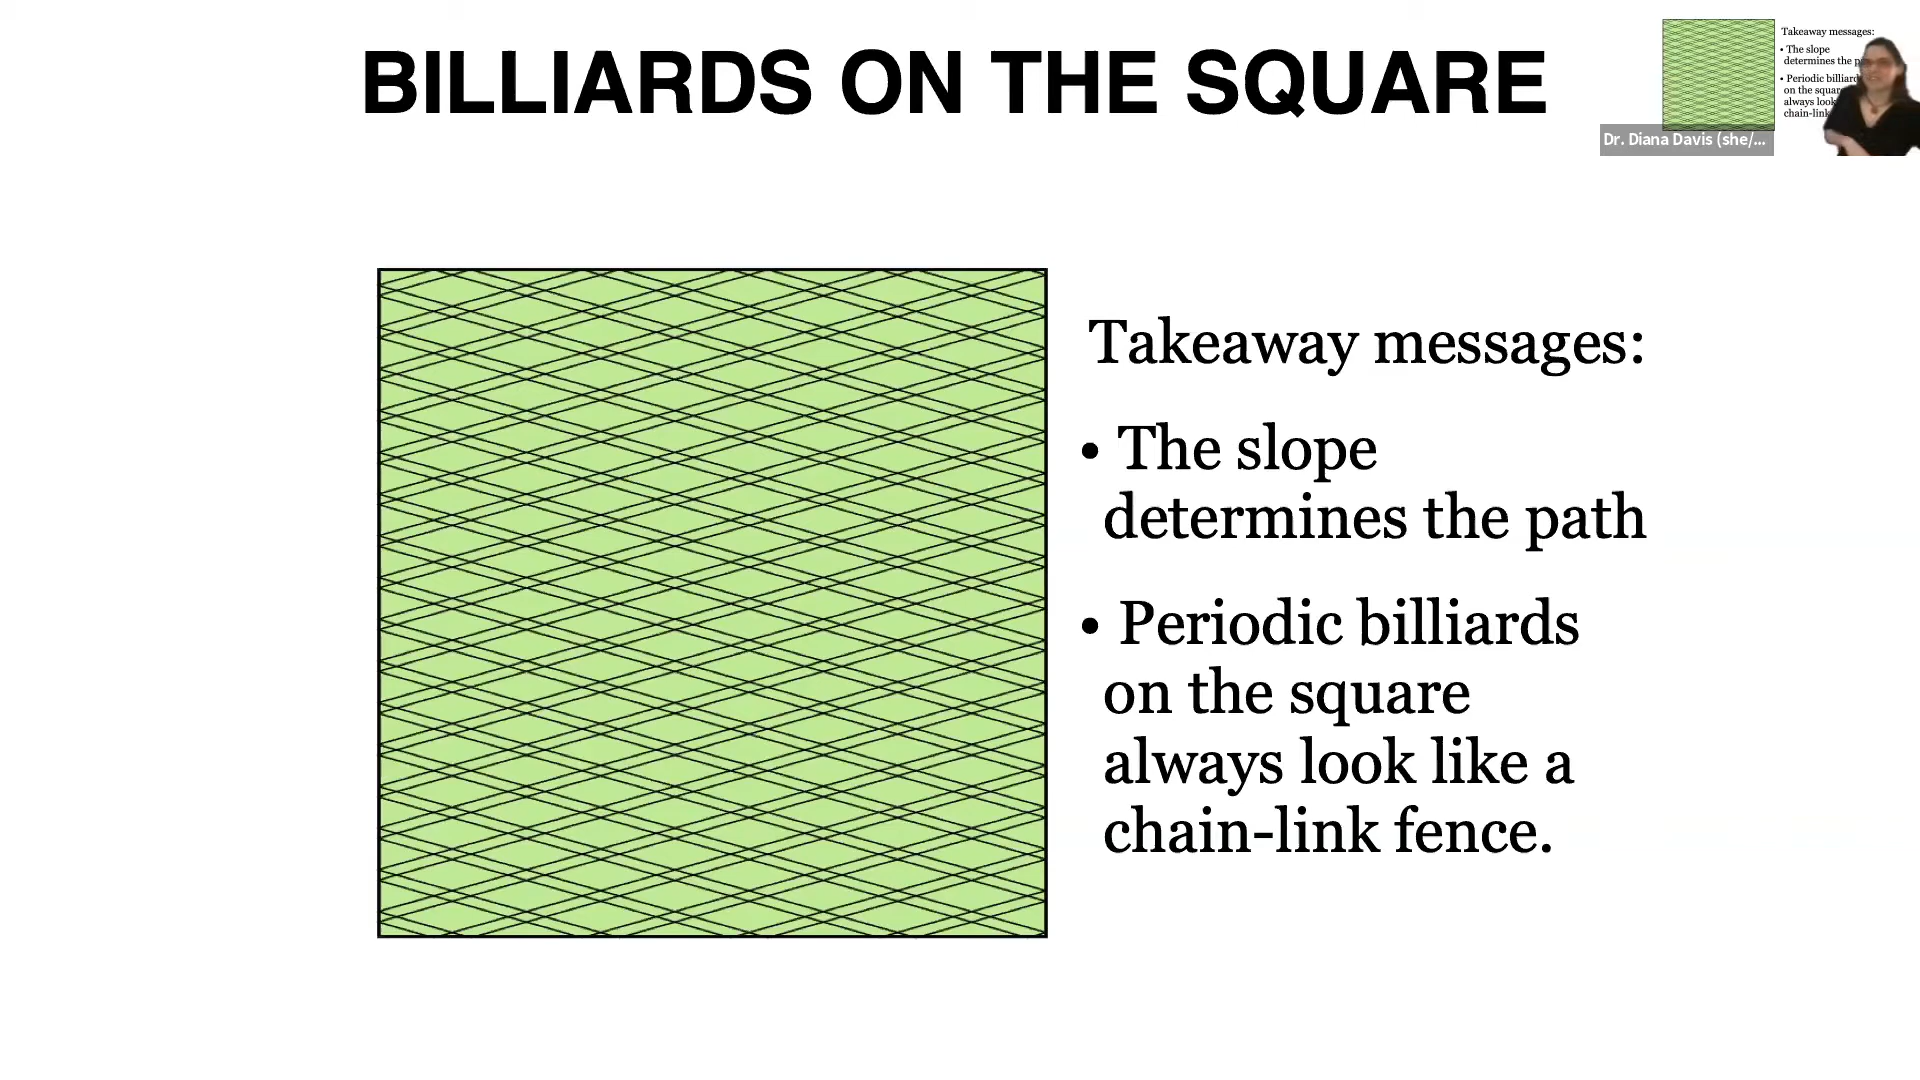 BILLIARDS ON THE SQUARE
Takeaway messages:
• The slope
determines the p
• Periodic billiard
on the squar
always look
chain-link
Dr. Diana Davis (she/...
Takeaway messages:
• The slope
determines the path
• Periodic billiards
on the square
always look like a
chain-link fence.